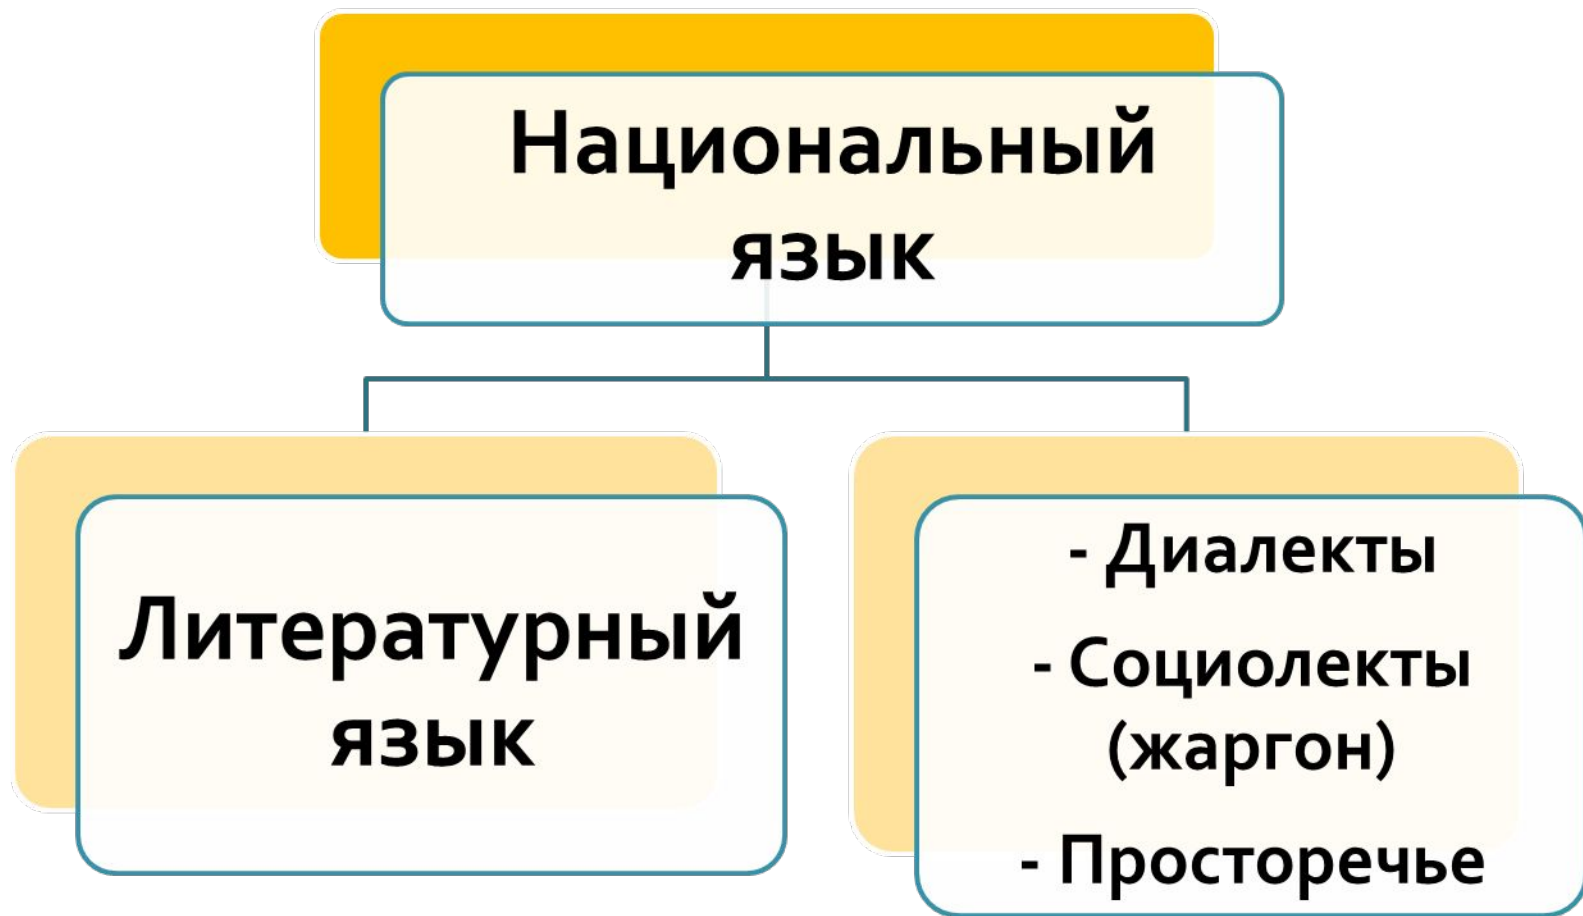 Национальный
язык
Литературный
язык
- Диалекты
- Социолекты
(жаргон)
- Просторечье